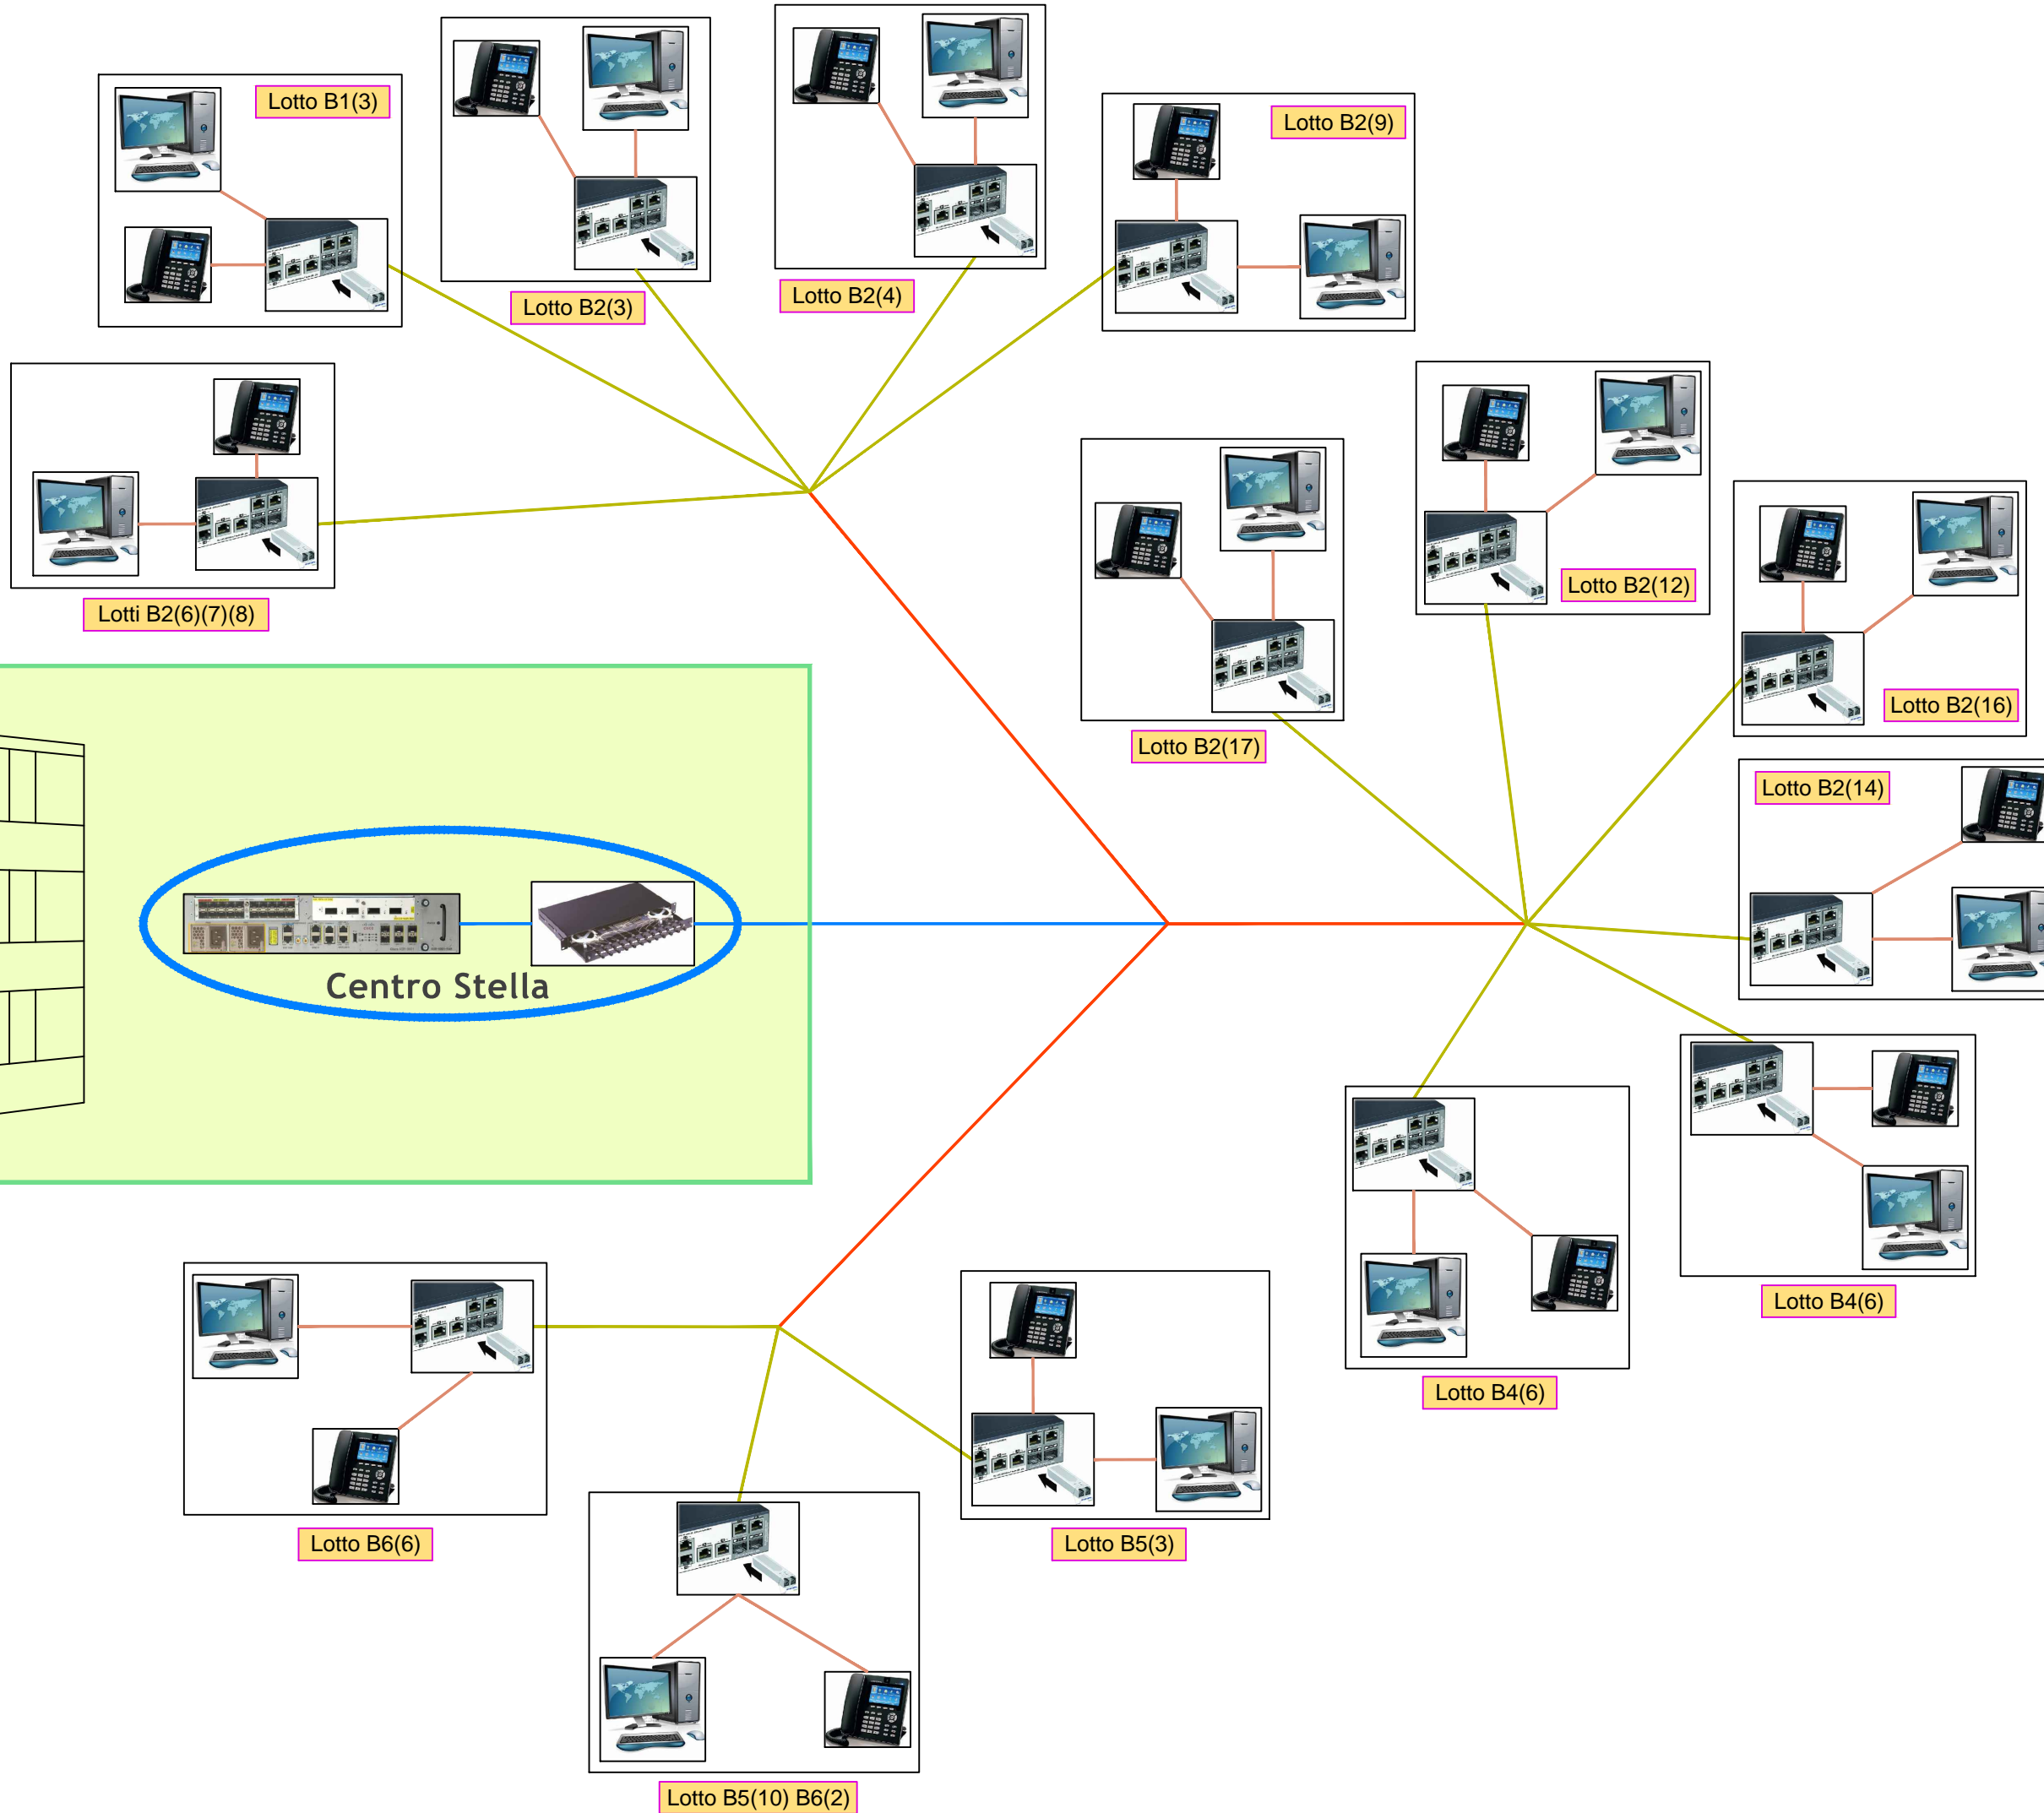 Lotto B1(3)
Lotto B2(3)
Lotto B2(4)
Lotto B2(9)
Lotti B2(6)(7)(8)
Lotto B2(17)
Lotto B2(12)
Lotto B2(16)
Lotto B2(14)
Centro Stella
Lotto B4(6)
Lotto B4(6)
Lotto B6(6)
Lotto B5(3)
Lotto B5(10) B6(2)